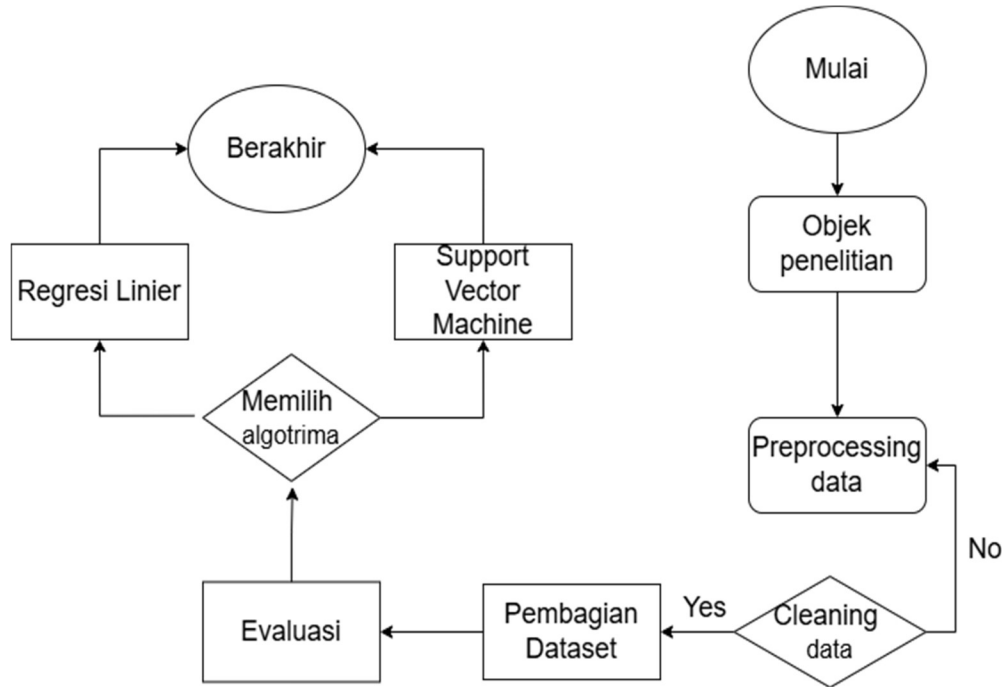 Mulai
Berakhir
Objek
penelitian
Regresi Linier
Support
Vector
Machine
Memilih
algotrima
Preprocessing
data
No
Yes
Cleaning
data
Pembagian
Dataset
Evaluasi